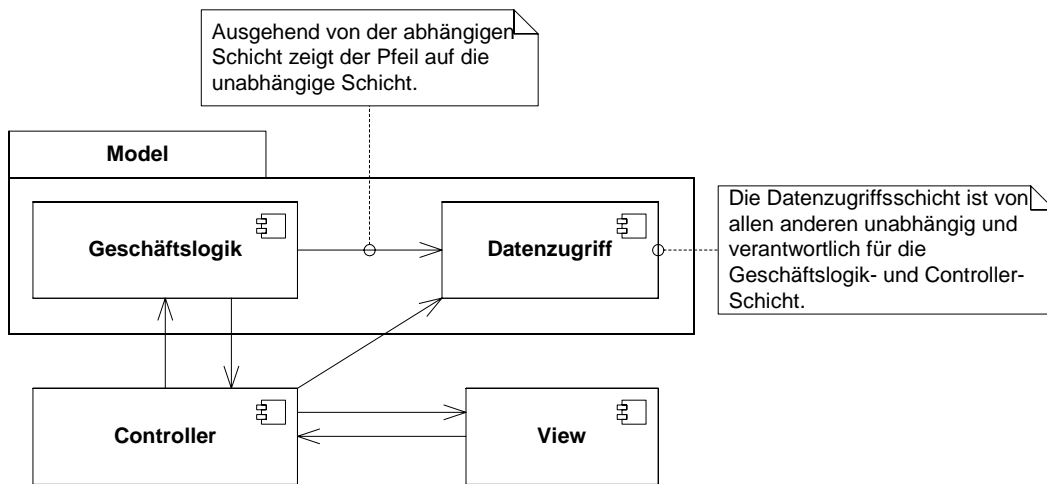 Ausgehend von der abhängigen
Schicht zeigt der Pfeil auf die
unabhängige Schicht.
Model
Geschäftslogik
Datenzugriff
Die Datenzugriffsschicht ist von
allen anderen unabhängig und
verantwortlich für die
Geschäftslogik- und Controller-
Schicht.
Controller
View